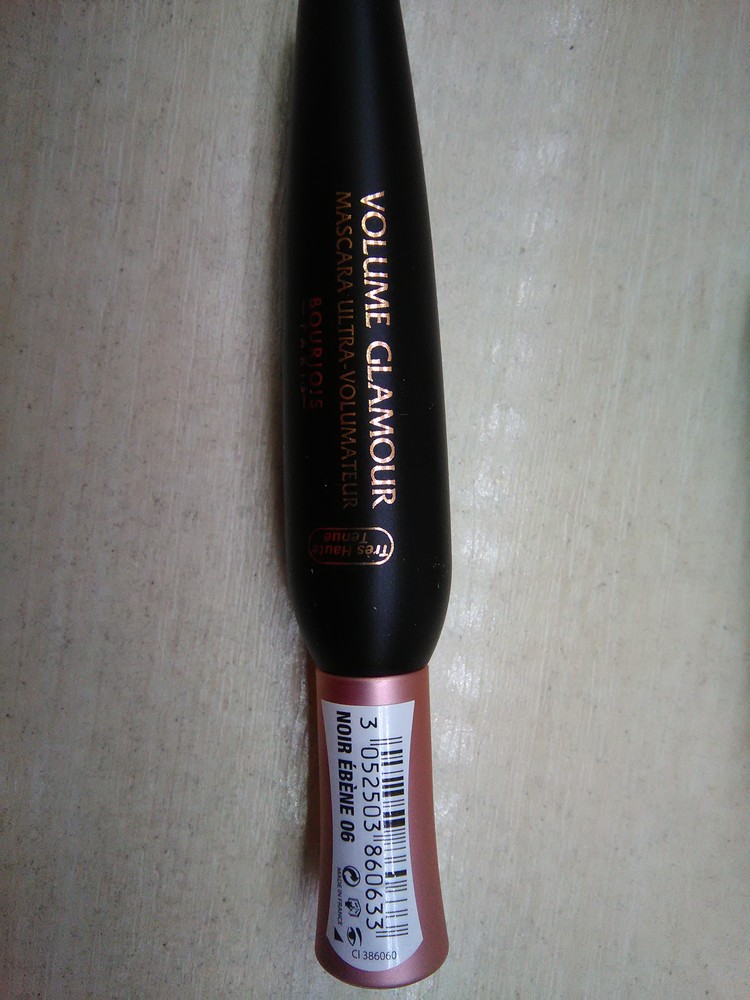 VOLUME GLAMOUR
MASCARA ULTRA-VOLUMATEUR
BOURJOIS
Très Haute
Tenue
3 052503 860633
NOIR ÉBÈNE 06
MADE IN FRANCE
CI 386060